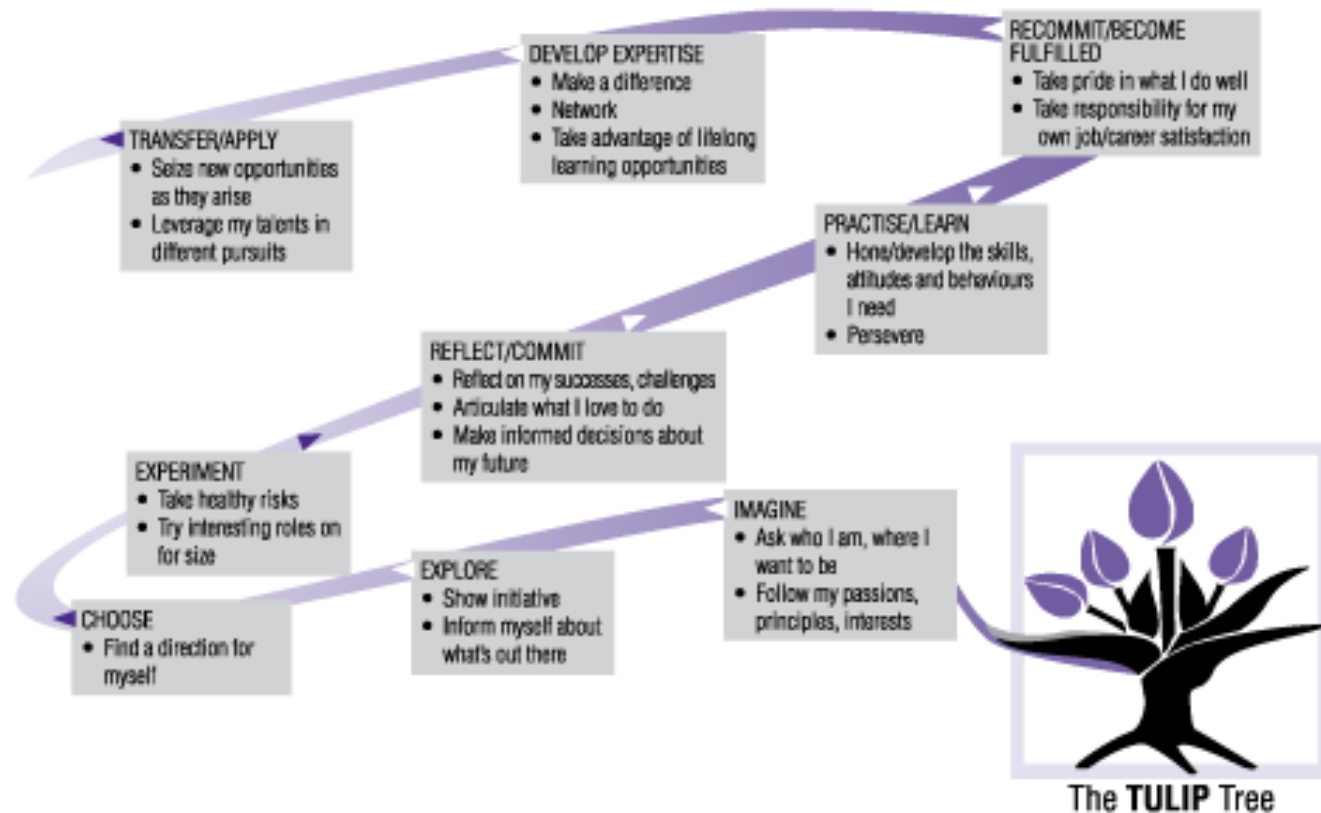 RECOMMIT/BECOME
FULFILLED
• Take pride in what I do well
• Take responsibility for my
own job/career satisfaction
DEVELOP EXPERTISE
• Make a difference
• Network
• Take advantage of lifelong
learning opportunities
TRANSFER/APPLY
• Seize new opportunities
as they arise
• Leverage my talents in
different pursuits
PRACTISE/LEARN
• Hone/develop the skills,
attitudes and behaviours
I need
• Persevere
REFLECT/COMMIT
• Reflect on my successes, challenges
• Articulate what I love to do
• Make informed decisions about
my future
EXPERIMENT
• Take healthy risks
• Try interesting roles on
for size
IMAGINE
• Ask who I am, where I
want to be
• Follow my passions,
principles, interests
EXPLORE
• Show initiative
• Inform myself about
what's out there
CHOOSE
• Find a direction for
myself
The TULIP Tree